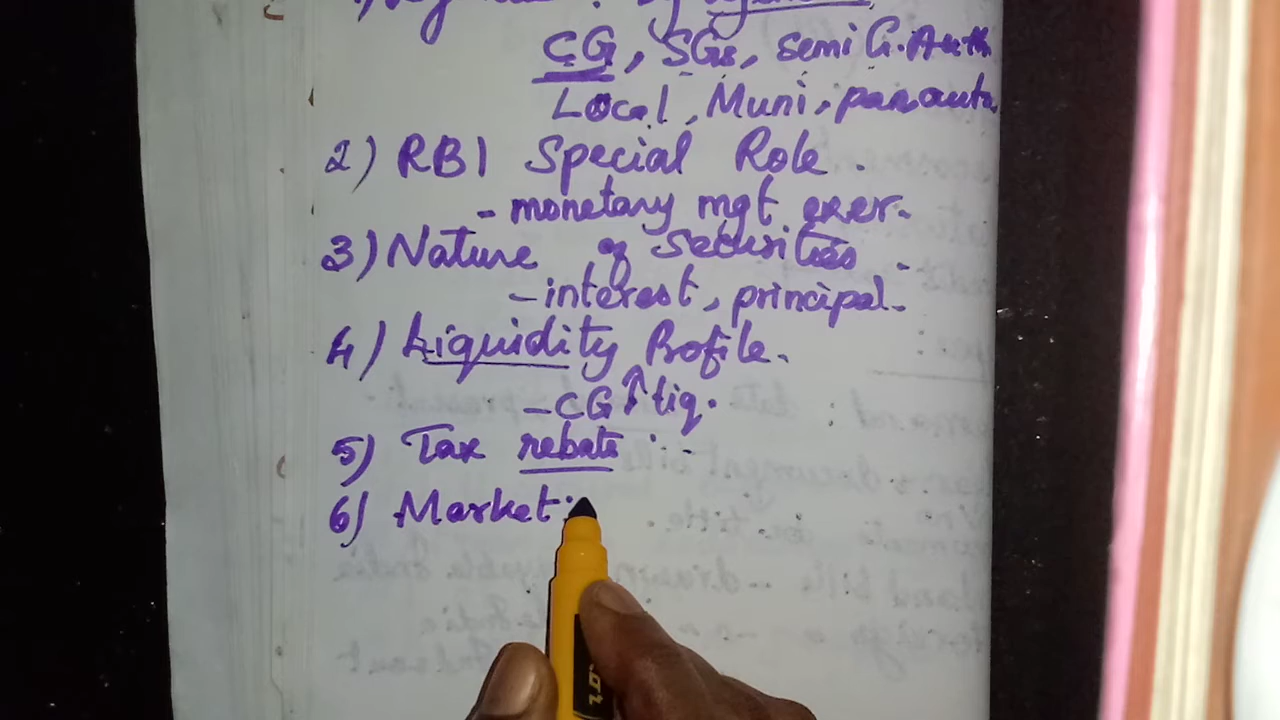 CG, SGs, Semi G. Auth
Local, Muni, panauto
2) RBI Special Role.
- monetary mgt exer.
3) Nature of Securities.
- interest, principal.
4) Liquidity Profile.
- CG ↑ liq.
5) Tax rebate
6) Market: